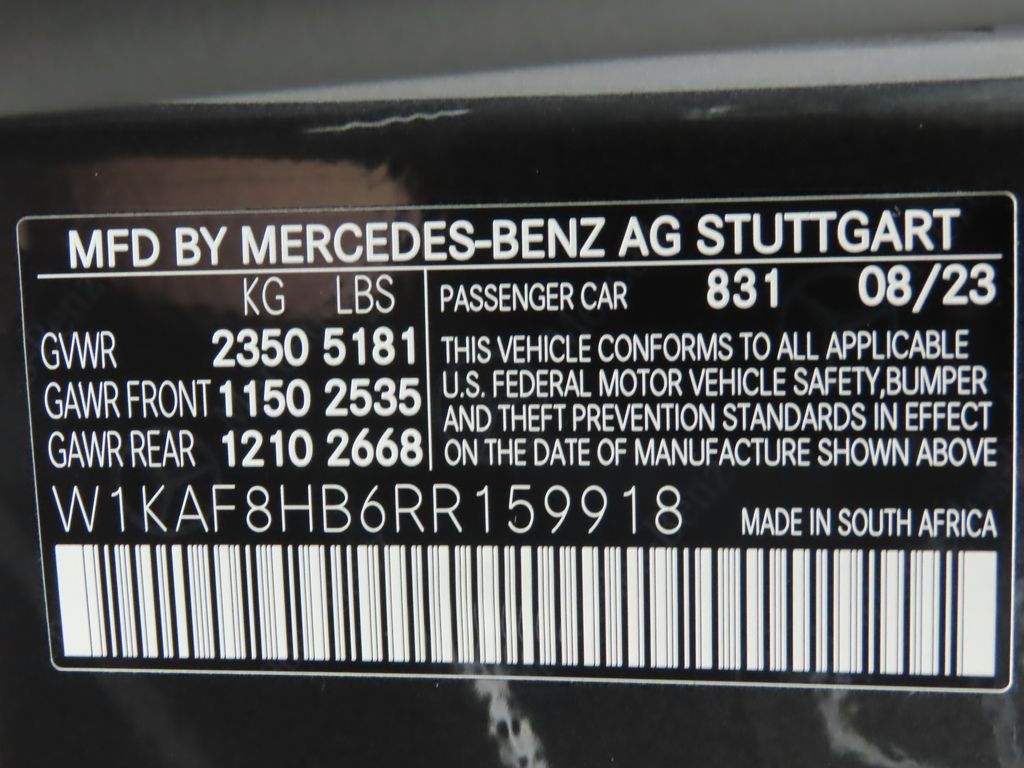 MFD BY MERCEDES-BENZ AG STUTTGART
KG LBS
GVWR 2350 5181
GAWR FRONT 1150 2535
GAWR REAR 1210 2668
PASSENGER CAR 831 08/23
THIS VEHICLE CONFORMS TO ALL APPLICABLE
U.S. FEDERAL MOTOR VEHICLE SAFETY,BUMPER
AND THEFT PREVENTION STANDARDS IN EFFECT
ON THE DATE OF MANUFACTURE SHOWN ABOVE
W1KAF8HB6RR159918
MADE IN SOUTH AFRICA